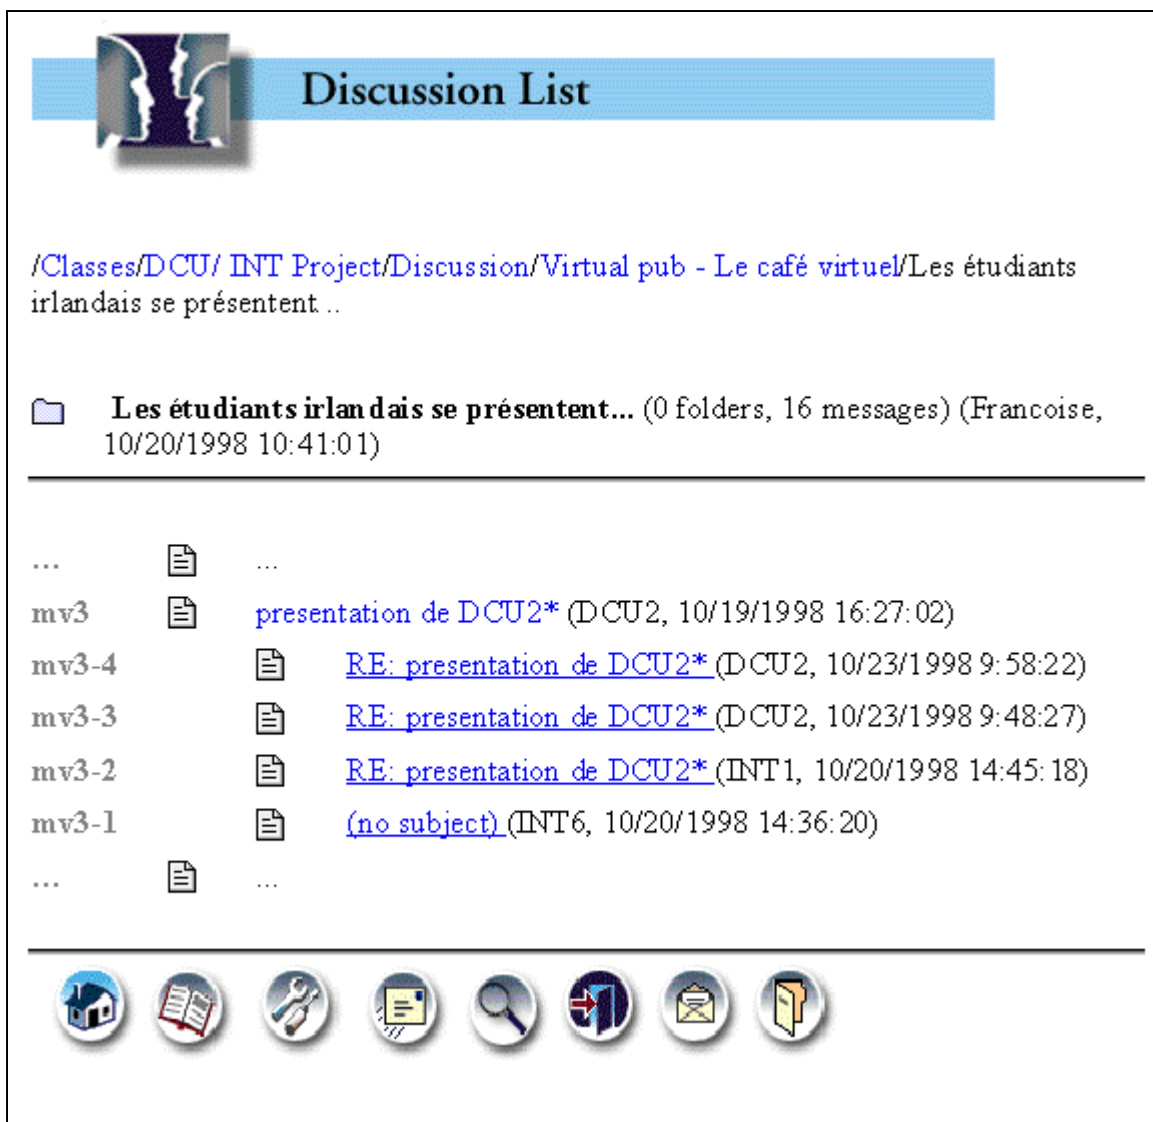 Discussion List
/Classes/DCU/ INT Project/Discussion/Virtual pub - Le café virtuel/Les étudiants
irlandais se présentent...
Les étudiants irlandais se présentent... (0 folders, 16 messages) (Francoise,
10/20/1998 10:41:01)
... ...
mv3 presentation de DCU2* (DCU2, 10/19/1998 16:27:02)
mv3-4 RE: presentation de DCU2* (DCU2, 10/23/1998 9:58:22)
mv3-3 RE: presentation de DCU2* (DCU2, 10/23/1998 9:48:27)
mv3-2 RE: presentation de DCU2* (INT1, 10/20/1998 14:45:18)
mv3-1 (no subject) (INT6, 10/20/1998 14:36:20)
... ...